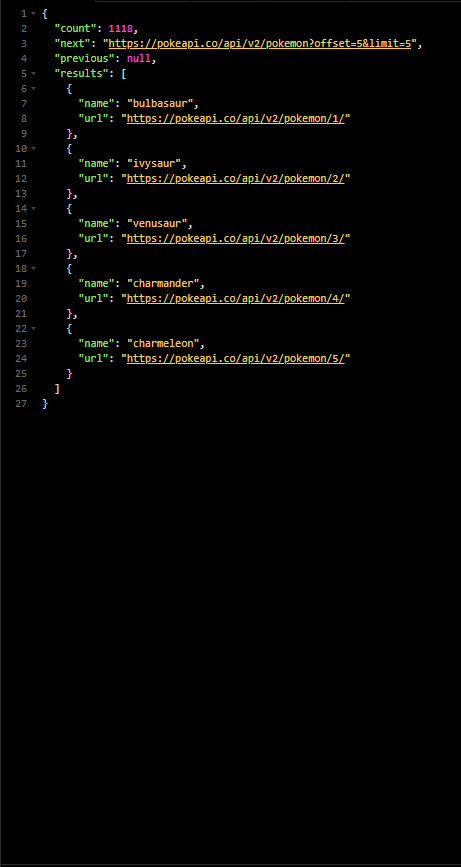 1 {
2 "count": 1118,
3 "next": "https://pokeapi.co/api/v2/pokemon?offset=5&limit=5",
4 "previous": null,
5 "results": [
6 {
7 "name": "bulbasaur",
8 "url": "https://pokeapi.co/api/v2/pokemon/1/"
9 },
10 {
11 "name": "ivysaur",
12 "url": "https://pokeapi.co/api/v2/pokemon/2/"
13 },
14 {
15 "name": "venusaur",
16 "url": "https://pokeapi.co/api/v2/pokemon/3/"
17 },
18 {
19 "name": "charmander",
20 "url": "https://pokeapi.co/api/v2/pokemon/4/"
21 },
22 {
23 "name": "charmeleon",
24 "url": "https://pokeapi.co/api/v2/pokemon/5/"
25 }
26 ]
27 }